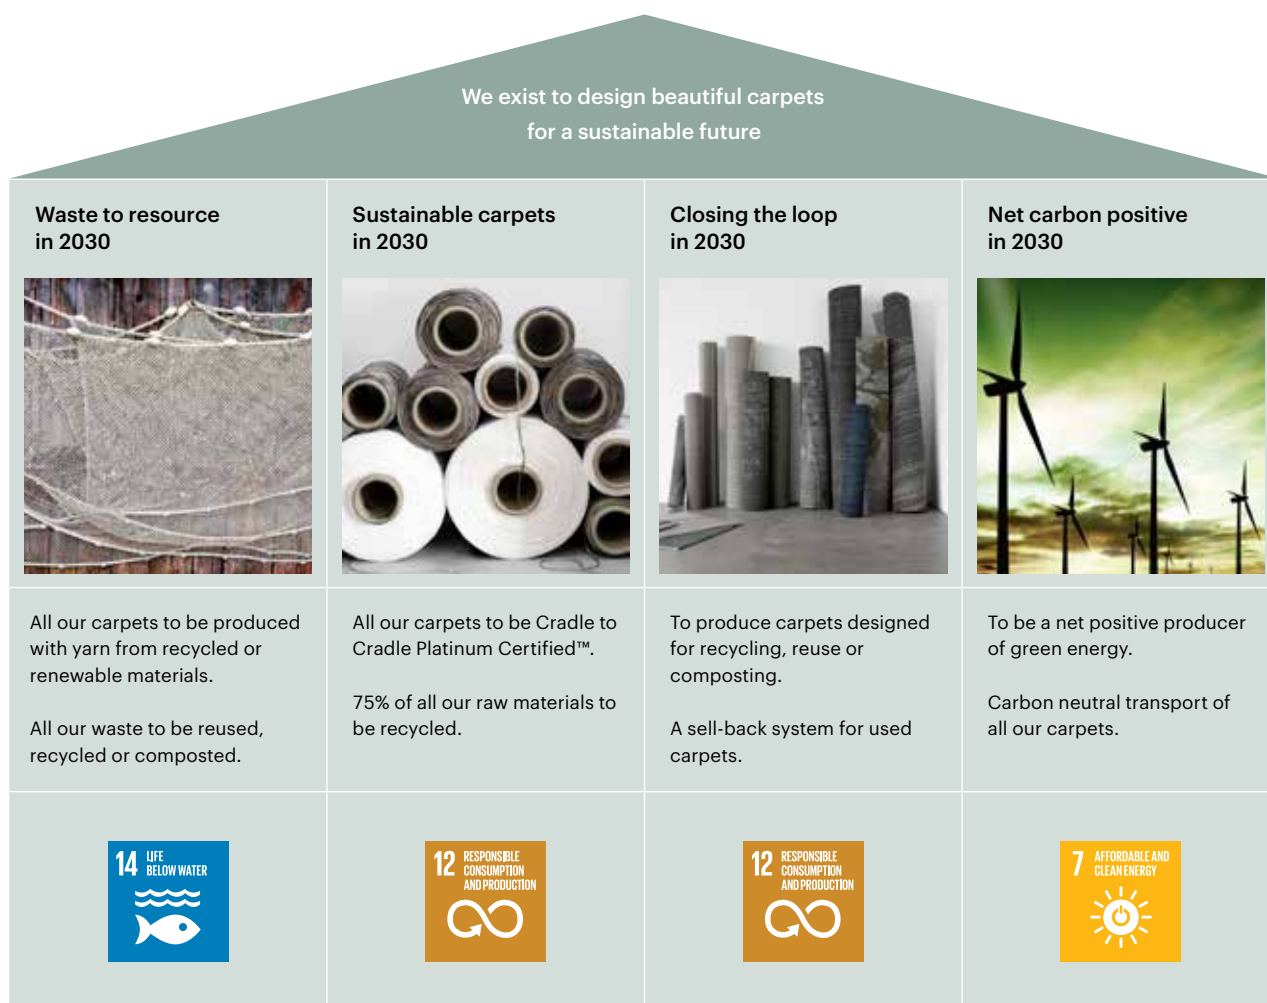 We exist to design beautiful carpets
for a sustainable future
Waste to resource
in 2030
Sustainable carpets
in 2030
Closing the loop
in 2030
Net carbon positive
in 2030
All our carpets to be produced
with yarn from recycled or
renewable materials.
All our waste to be reused,
recycled or composted.
All our carpets to be Cradle to
Cradle Platinum Certified™.
75% of all our raw materials to
be recycled.
To produce carpets designed
for recycling, reuse or
composting.
A sell-back system for used
carpets.
To be a net positive producer
of green energy.
Carbon neutral transport of
all our carpets.
14 LIFE
BELOW WATER
12 RESPONSIBLE
CONSUMPTION
AND PRODUCTION
12 RESPONSIBLE
CONSUMPTION
AND PRODUCTION
7 AFFORDABLE AND
CLEAN ENERGY